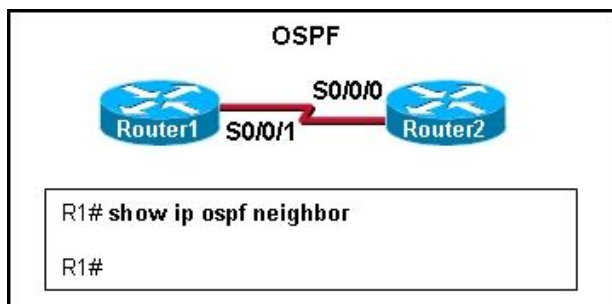 OSPF
S0/0/0
Router1 S0/0/1 Router2
R1# show ip ospf neighbor
R1#